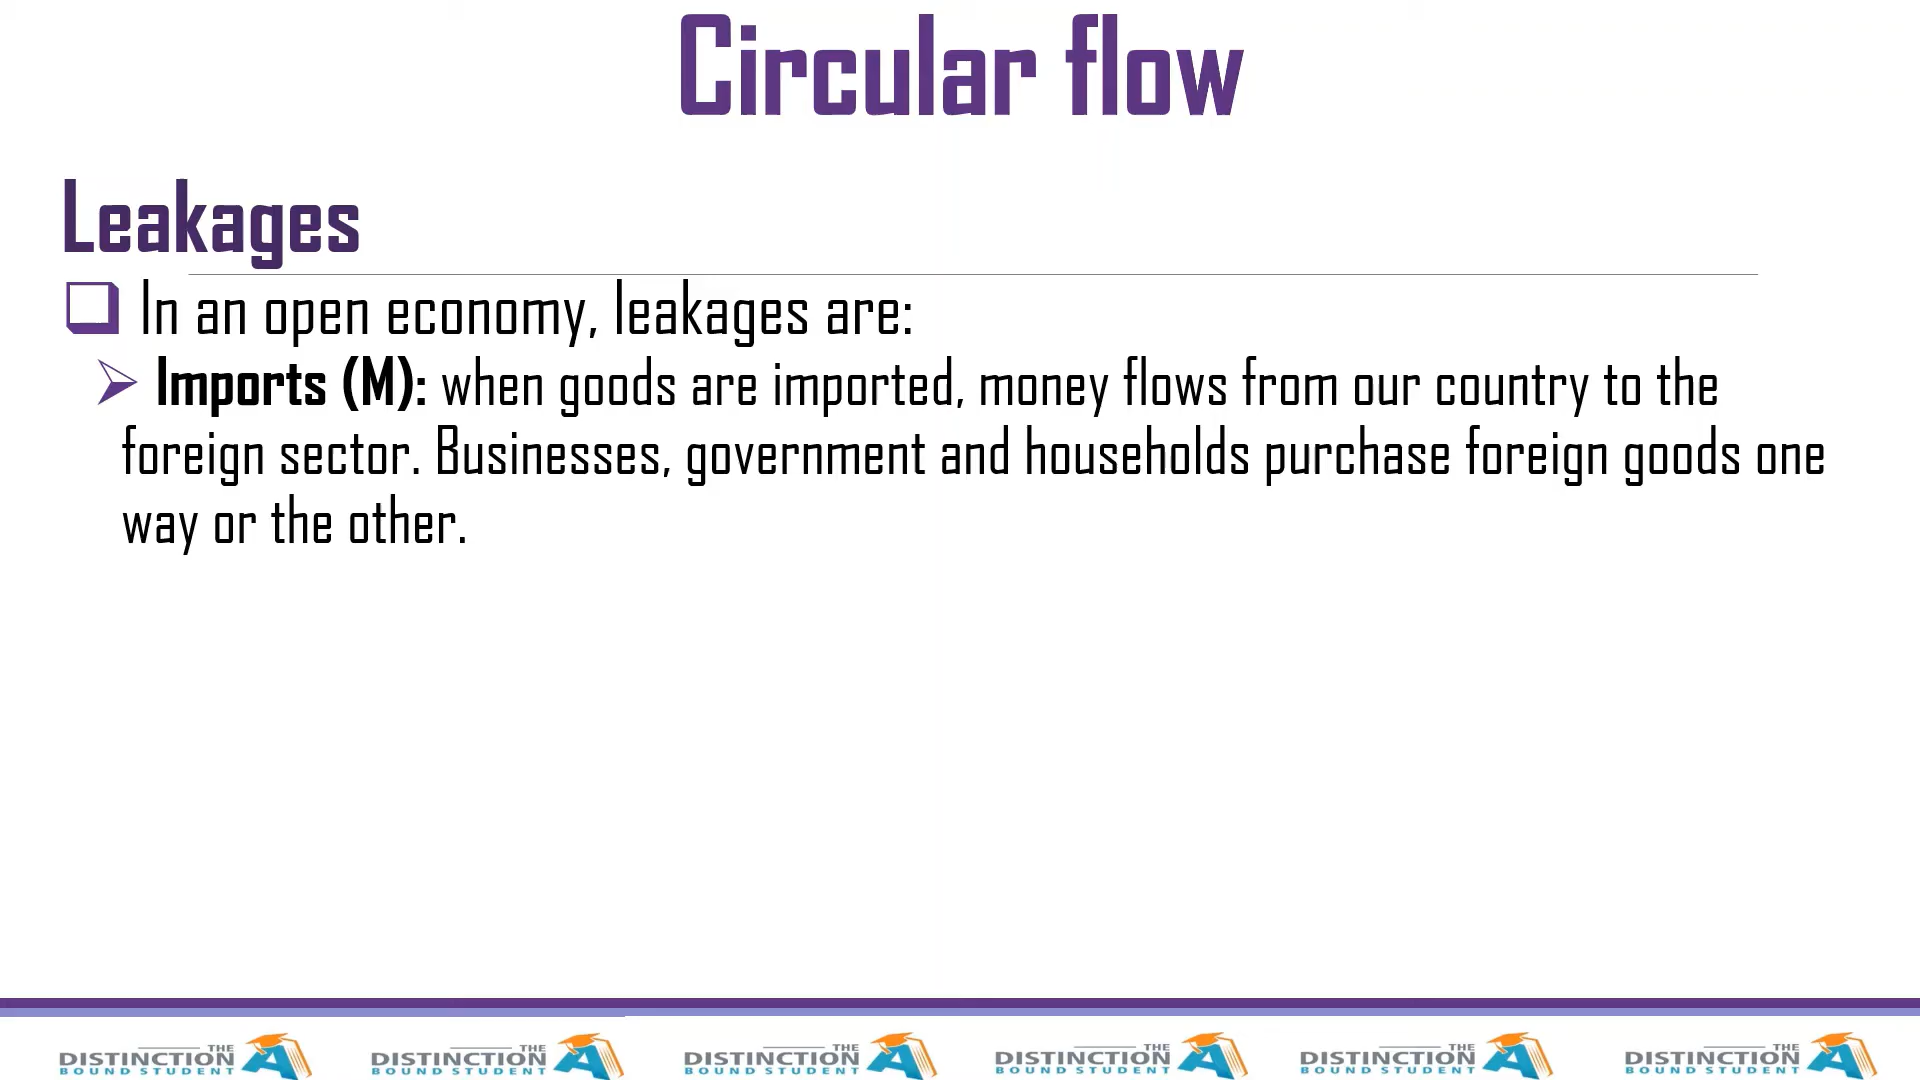 Circular flow
Leakages
In an open economy, leakages are:
Imports (M): when goods are imported, money flows from our country to the
foreign sector. Businesses, government and households purchase foreign goods one
way or the other.
THE DISTINCTION BOUND STUDENT A
THE DISTINCTION BOUND STUDENT A
THE DISTINCTION BOUND STUDENT A
THE DISTINCTION BOUND STUDENT A
THE DISTINCTION BOUND STUDENT A
THE DISTINCTION BOUND STUDENT A